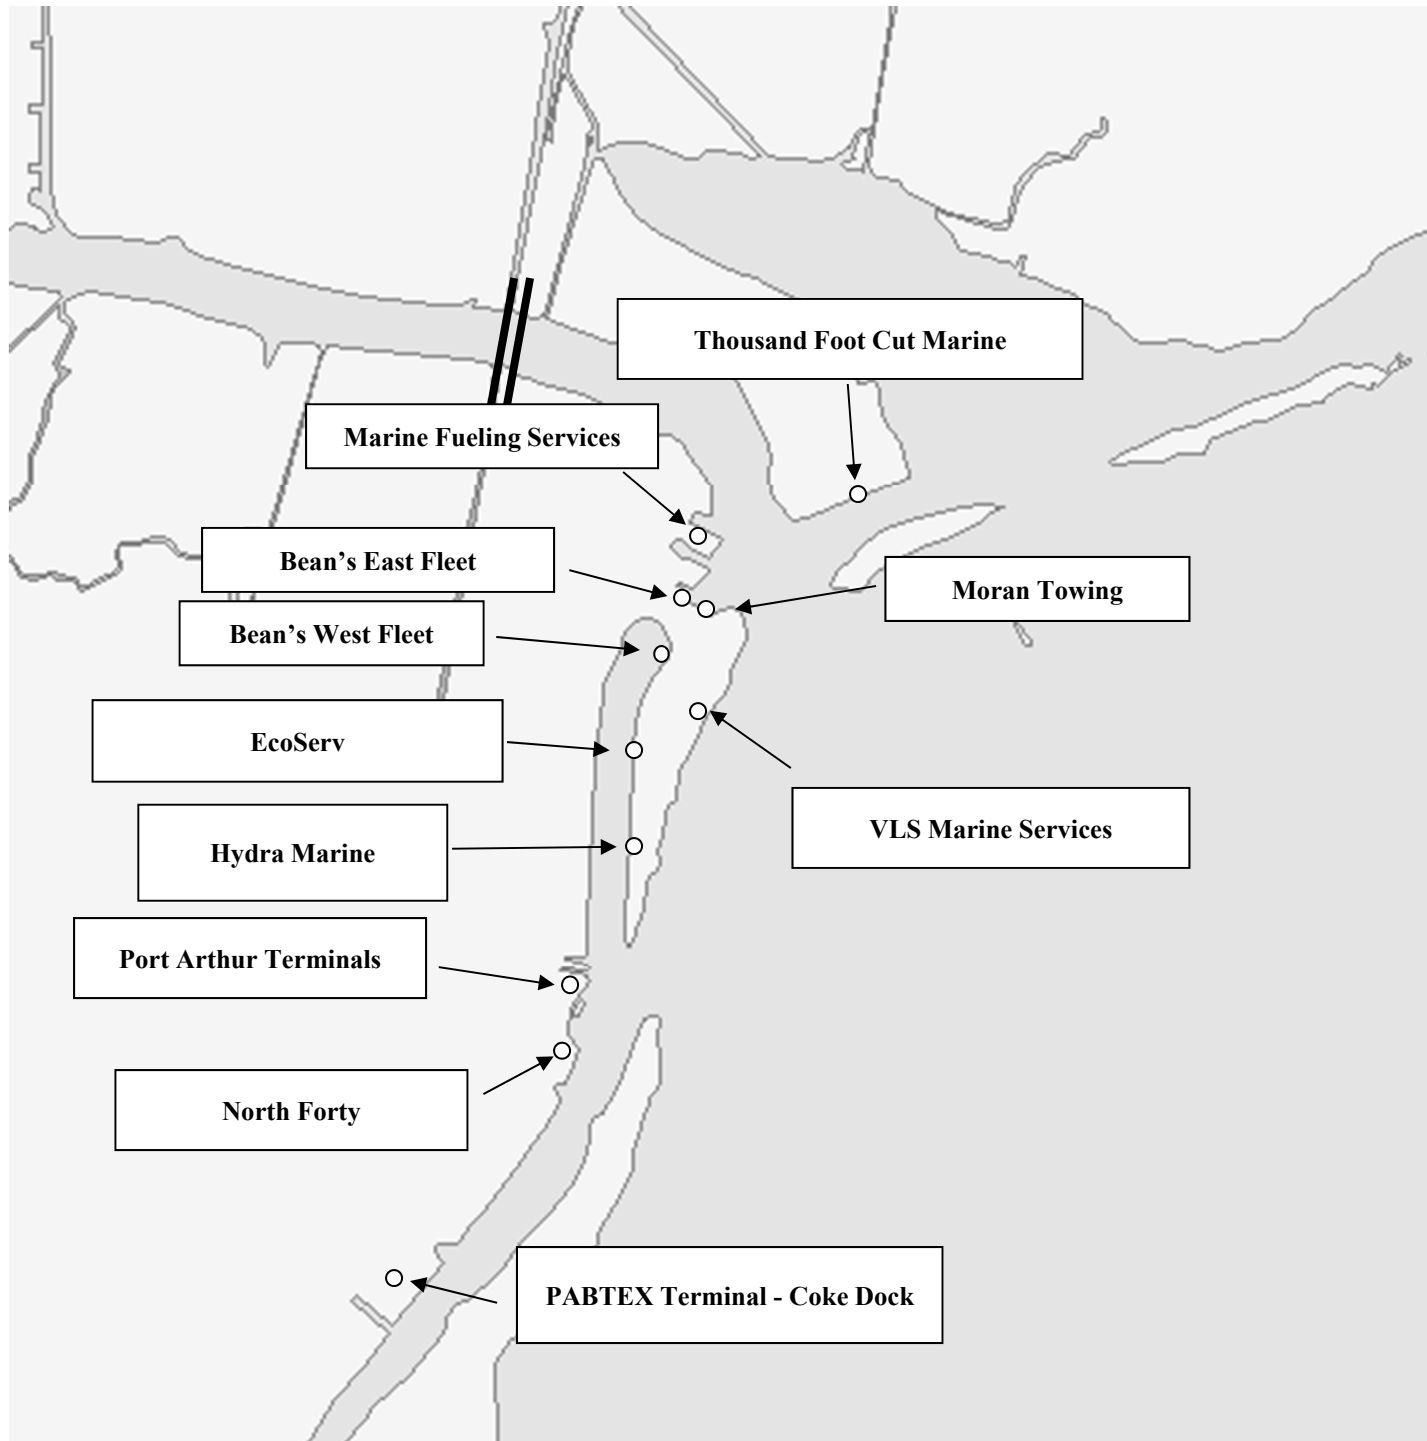 Thousand Foot Cut Marine
Marine Fueling Services
Bean’s East Fleet
Moran Towing
Bean’s West Fleet
EcoServ
VLS Marine Services
Hydra Marine
Port Arthur Terminals
North Forty
PABTEX Terminal - Coke Dock